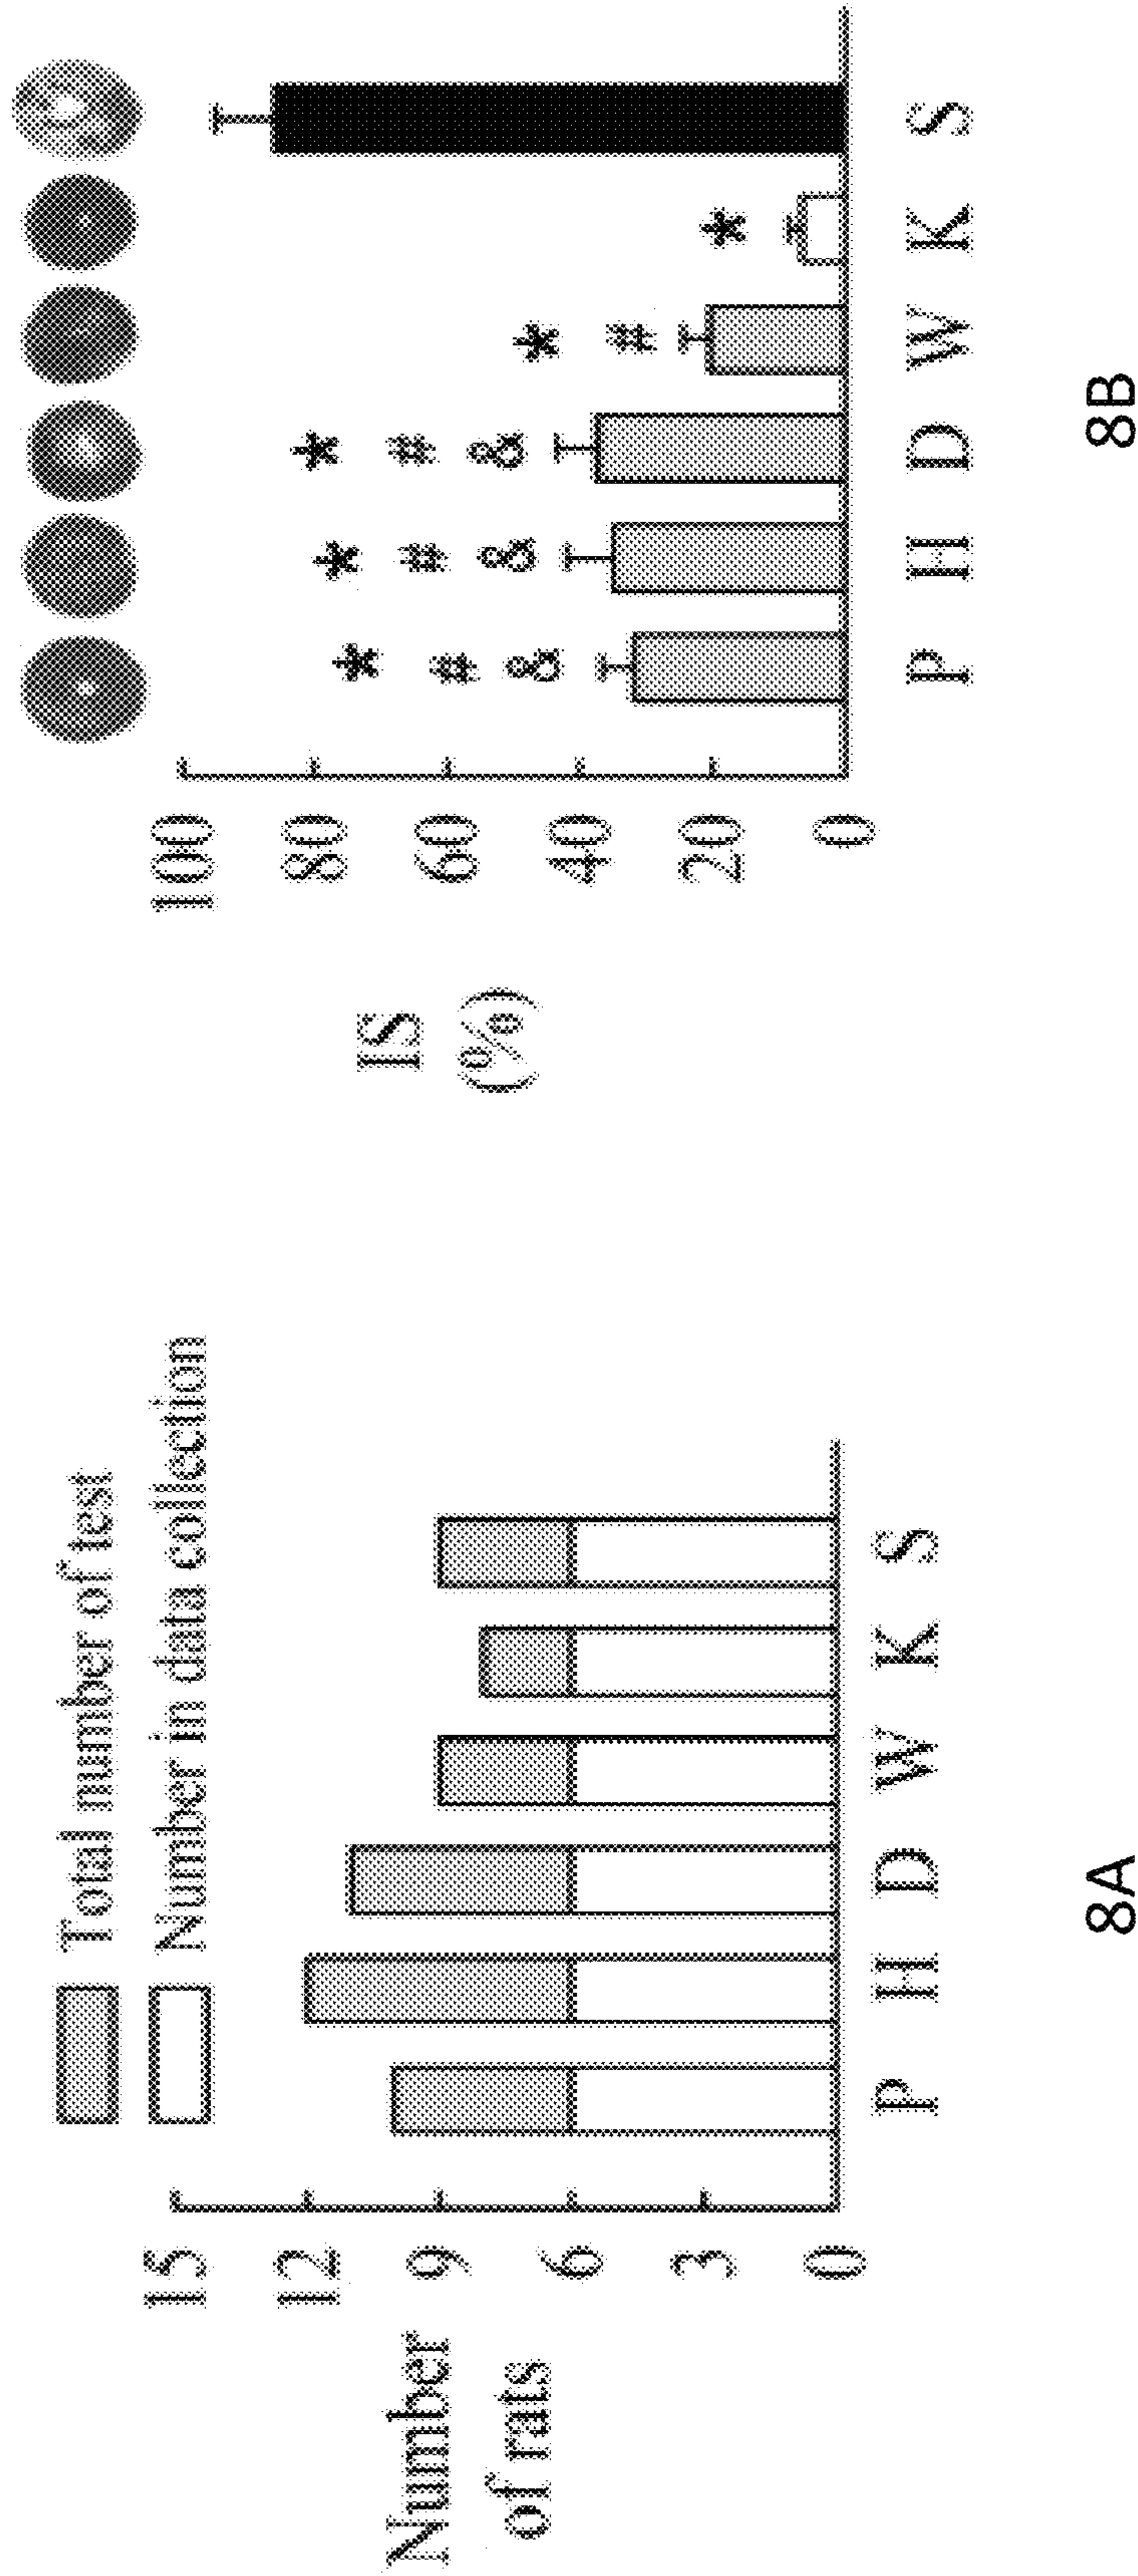 Total number of test
Number in data collection
Number
of rats
15
12
9
6
3
0
P H D W K S
8A
IS
(%)
100
80
60
40
20
0
* * * * *
# # # #
& & &
P H D W K S
8B